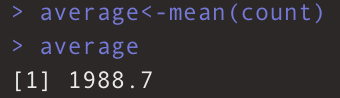 > average<-mean(count)
> average
[1] 1988.7